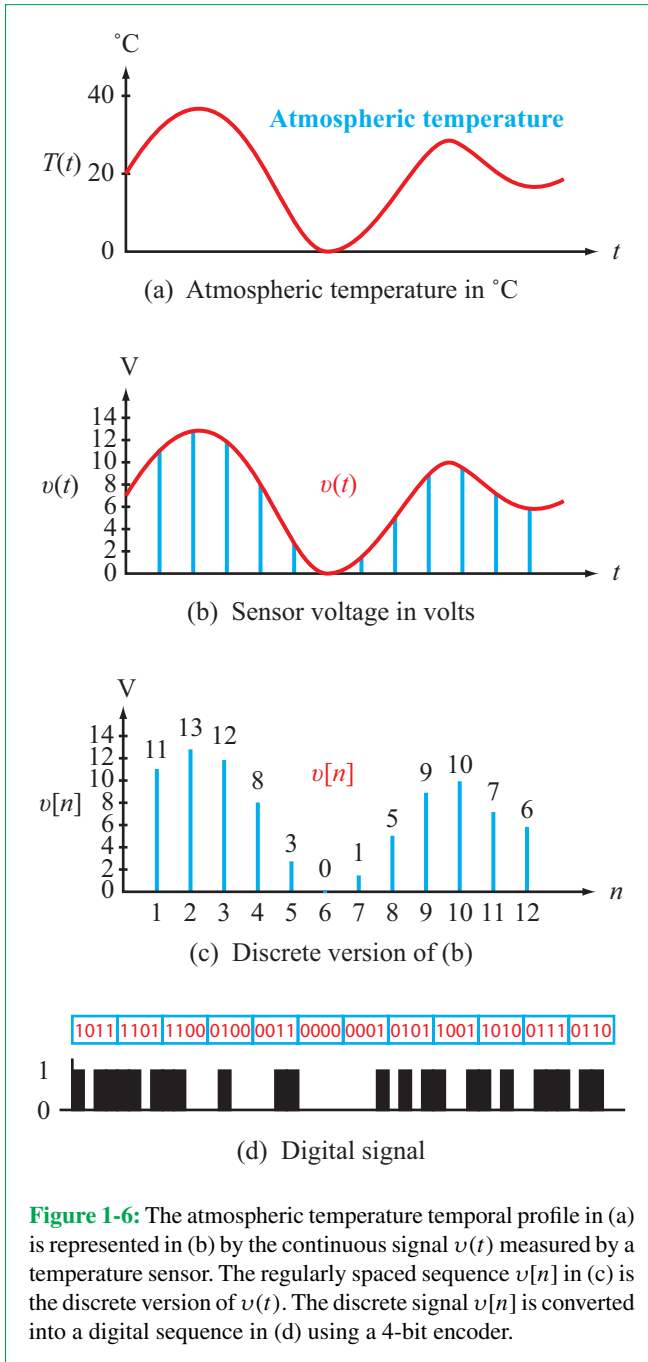 °C
40
Atmospheric temperature
T(t)
20
0
t
(a) Atmospheric temperature in °C
V
14
12
10
υ(t)
8
υ(t)
6
4
2
0
t
(b) Sensor voltage in volts
V
14
11
13
12
12
υ[n]
10
9
10
υ[n]
8
8
7
6
6
5
4
3
2
0
1
0
n
1 2 3 4 5 6 7 8 9 10 11 12
(c) Discrete version of (b)
1011 1101 1100 0100 0011 0000 0001 0101 1001 1010 0111 0110
1
0
(d) Digital signal
Figure 1-6: The atmospheric temperature temporal profile in (a)
is represented in (b) by the continuous signal υ(t) measured by a
temperature sensor. The regularly spaced sequence υ[n] in (c) is
the discrete version of υ(t). The discrete signal υ[n] is converted
into a digital sequence in (d) using a 4-bit encoder.